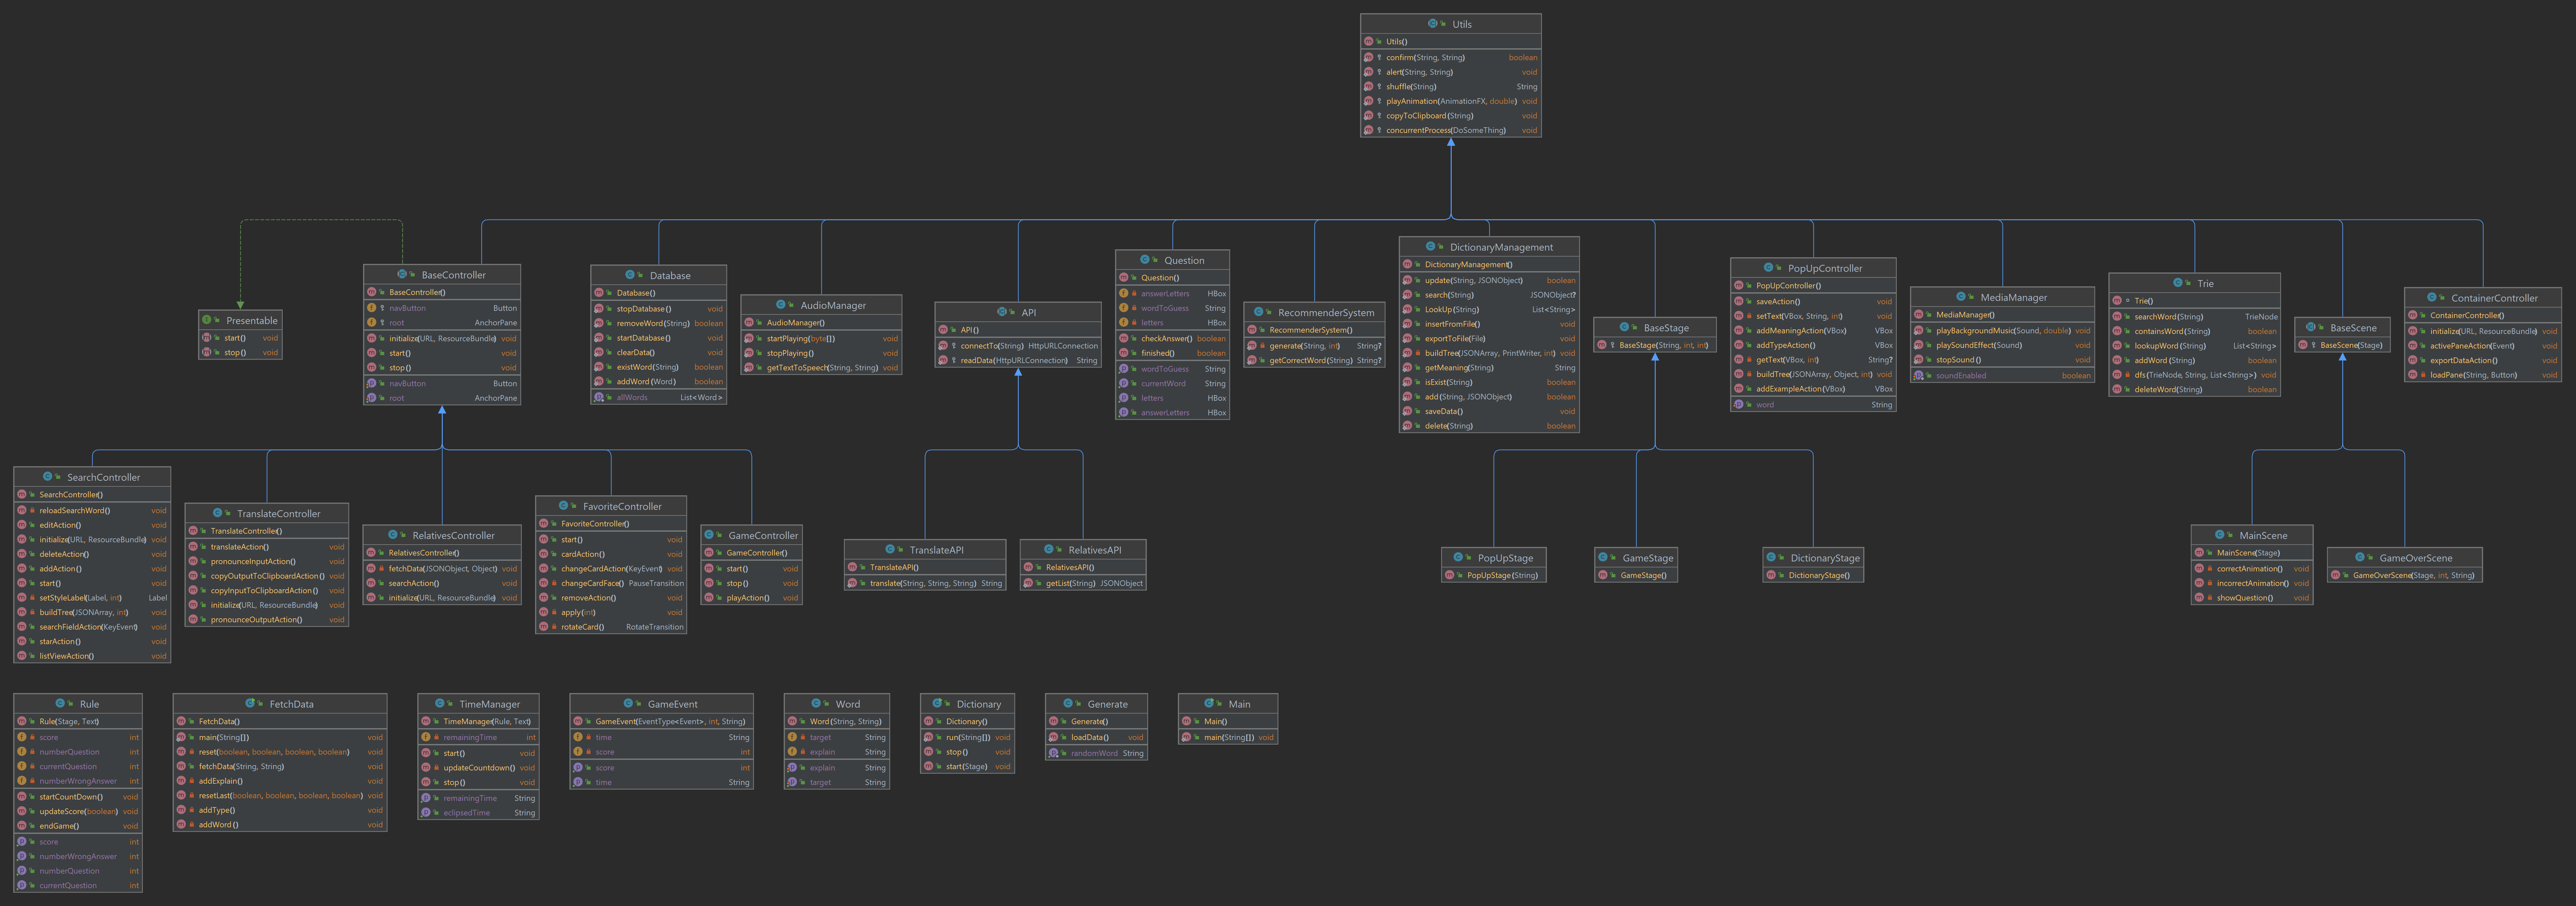 Utils
Utils()
confirm(String, String) boolean
alert(String, String) void
shuffle(String) String
playAnimation(AnimationFX, double) void
copyToClipboard(String) void
concurrentProcess(DoSomeThing) void
Presentable
start() void
stop() void
BaseController
BaseController()
navButton Button
root AnchorPane
initialize(URL, ResourceBundle) void
start() void
stop() void
navButton Button
root AnchorPane
Database
Database()
stopDatabase() void
removeWord(String) boolean
startDatabase() void
clearData() void
existWord(String) boolean
addWord(Word) boolean
allWords List<Word>
AudioManager
AudioManager()
startPlaying(byte[]) void
stopPlaying() void
getTextToSpeech(String, String) void
API
API()
connectTo(String) HttpURLConnection
readData(HttpURLConnection) String
Question
Question()
answerLetters HBox
wordToGuess String
letters HBox
checkAnswer() boolean
finished() boolean
wordToGuess String
currentWord String
letters HBox
answerLetters HBox
RecommenderSystem
RecommenderSystem()
generate(String, int) String?
getCorrectWord(String) String?
DictionaryManagement
DictionaryManagement()
update(String, JSONObject) boolean
search(String) JSONObject?
LookUp(String) List<String>
insertFromFile() void
exportToFile(File) void
buildTree(JSONArray, PrintWriter, int) void
getMeaning(String) String
isExist(String) boolean
add(String, JSONObject) boolean
saveData() void
delete(String) boolean
BaseStage
BaseStage(String, int, int)
PopUpController
PopUpController()
saveAction() void
setText(VBox, String, int) void
addMeaningAction(VBox) VBox
addTypeAction() VBox
getText(VBox, int) String?
buildTree(JSONArray, Object, int) void
addExampleAction(VBox) VBox
word String
MediaManager
MediaManager()
playBackgroundMusic(Sound, double) void
playSoundEffect(Sound) void
stopSound() void
soundEnabled boolean
Trie
Trie()
searchWord(String) TrieNode
containsWord(String) boolean
lookupWord(String) List<String>
addWord(String) boolean
dfs(TrieNode, String, List<String>) void
deleteWord(String) boolean
BaseScene
BaseScene(Stage)
ContainerController
ContainerController()
initialize(URL, ResourceBundle) void
activePaneAction(Event) void
exportDataAction() void
loadPane(String, Button) void
SearchController
SearchController()
reloadSearchWord() void
editAction() void
initialize(URL, ResourceBundle) void
deleteAction() void
addAction() void
start() void
setStyleLabel(Label, int) Label
buildTree(JSONArray, int) void
searchFieldAction(KeyEvent) void
starAction() void
listViewAction() void
TranslateController
TranslateController()
translateAction() void
pronounceInputAction() void
copyOutputToClipboardAction() void
copyInputToClipboardAction() void
initialize(URL, ResourceBundle) void
pronounceOutputAction() void
RelativesController
RelativesController()
fetchData(JSONObject, Object) void
searchAction() void
initialize(URL, ResourceBundle) void
FavoriteController
FavoriteController()
start() void
cardAction() void
changeCardAction(KeyEvent) void
changeCardFace() PauseTransition
removeAction() void
apply(int) void
rotateCard() RotateTransition
GameController
GameController()
start() void
stop() void
playAction() void
TranslateAPI
TranslateAPI()
translate(String, String, String) String
RelativesAPI
RelativesAPI()
getList(String) JSONObject
PopUpStage
PopUpStage(String)
GameStage
GameStage()
DictionaryStage
DictionaryStage()
MainScene
MainScene(Stage)
correctAnimation() void
incorrectAnimation() void
showQuestion() void
GameOverScene
GameOverScene(Stage, int, String)
Rule
Rule(Stage, Text)
score int
numberQuestion int
currentQuestion int
numberWrongAnswer int
startCountDown() void
updateScore(boolean) void
endGame() void
score int
numberWrongAnswer int
numberQuestion int
currentQuestion int
FetchData
FetchData()
main(String[]) void
reset(boolean, boolean, boolean, boolean) void
fetchData(String, String) void
addExplain() void
resetLast(boolean, boolean, boolean, boolean) void
addType() void
addWord() void
TimeManager
TimeManager(Rule, Text)
remainingTime int
start() void
updateCountdown() void
stop() void
remainingTime String
eclipsedTime String
GameEvent
GameEvent(EventType<Event>, int, String)
time String
score int
score int
time String
Word
Word(String, String)
target String
explain String
explain String
target String
Dictionary
Dictionary()
run(String[]) void
stop() void
start(Stage) void
Generate
Generate()
loadData() void
randomWord String
Main
Main()
main(String[]) void